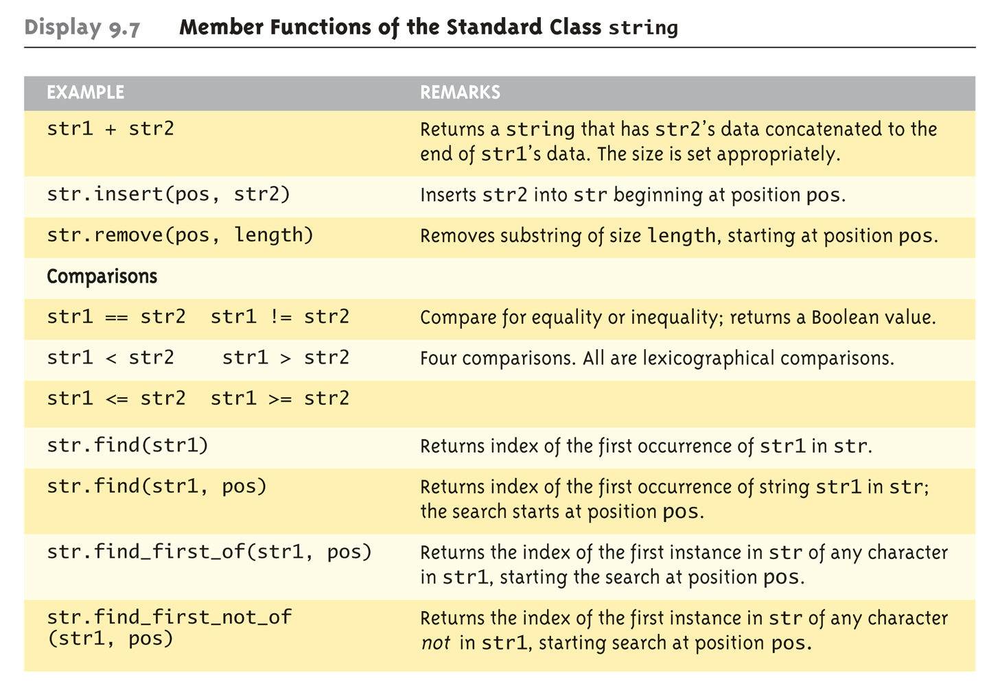 Display 9.7 Member Functions of the Standard Class string
EXAMPLE REMARKS
str1 + str2 Returns a string that has str2's data concatenated to the
end of str1's data. The size is set appropriately.
str.insert(pos, str2) Inserts str2 into str beginning at position pos.
str.remove(pos, length) Removes substring of size length, starting at position pos.
Comparisons
str1 == str2 str1 != str2 Compare for equality or inequality; returns a Boolean value.
str1 < str2 str1 > str2 Four comparisons. All are lexicographical comparisons.
str1 <= str2 str1 >= str2
str.find(str1) Returns index of the first occurrence of str1 in str.
str.find(str1, pos) Returns index of the first occurrence of string str1 in str;
the search starts at position pos.
str.find_first_of(str1, pos) Returns the index of the first instance in str of any character
in str1, starting the search at position pos.
str.find_first_not_of Returns the index of the first instance in str of any character
(str1, pos) not in str1, starting search at position pos.